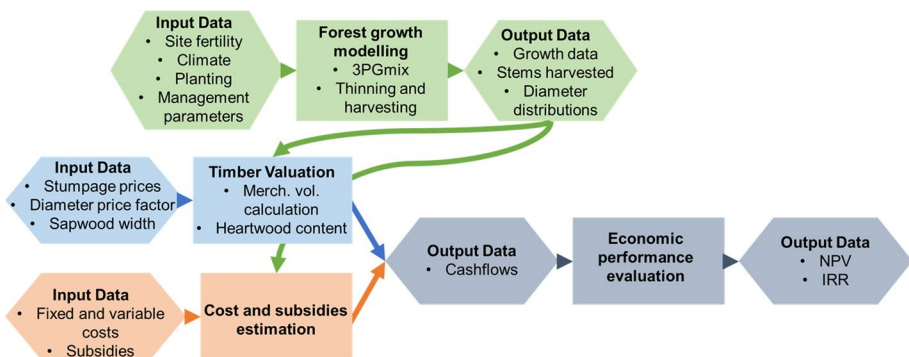 Input Data
• Site fertility
• Climate
• Planting
• Management
parameters
Forest growth
modelling
• 3PGmix
• Thinning and
harvesting
Output Data
• Growth data
• Stems harvested
• Diameter
distributions
Input Data
• Stumpage prices
• Diameter price factor
• Sapwood width
Timber Valuation
• Merch. vol.
calculation
• Heartwood content
Input Data
• Fixed and variable
costs
• Subsidies
Cost and subsidies
estimation
Output Data
• Cashflows
Economic
performance
evaluation
Output Data
• NPV
• IRR